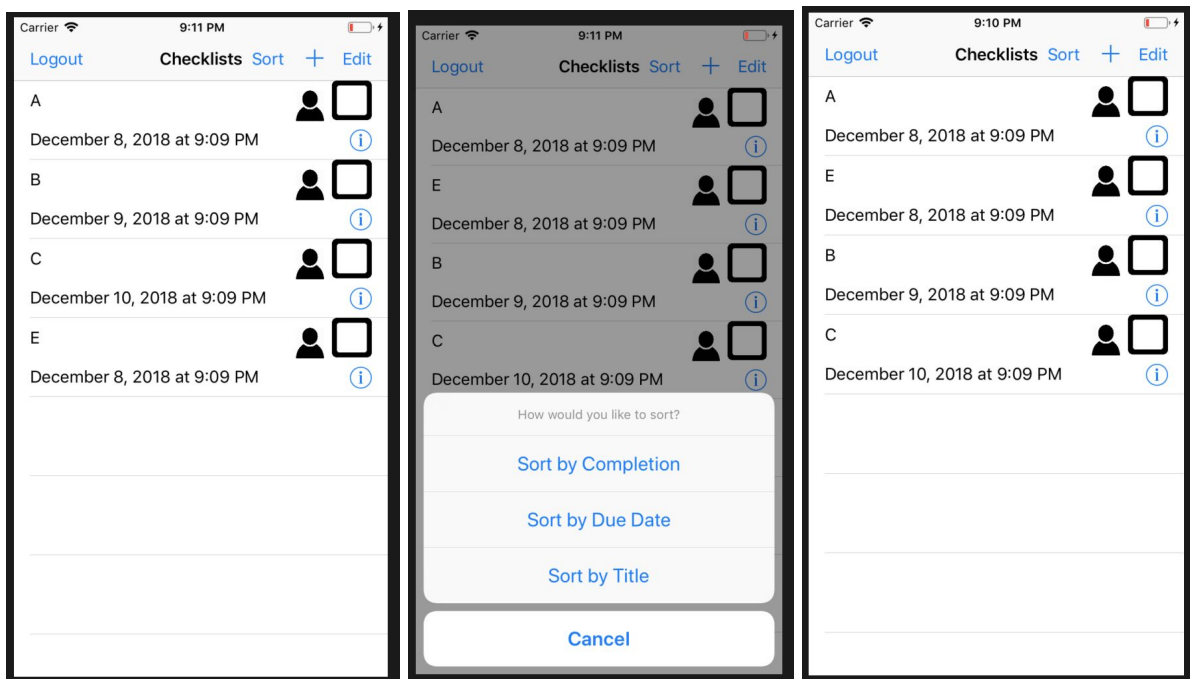 Carrier 9:11 PM
Logout Checklists Sort + Edit
A
December 8, 2018 at 9:09 PM
B
December 9, 2018 at 9:09 PM
C
December 10, 2018 at 9:09 PM
E
December 8, 2018 at 9:09 PM
Carrier 9:11 PM
Logout Checklists Sort + Edit
A
December 8, 2018 at 9:09 PM
E
December 8, 2018 at 9:09 PM
B
December 9, 2018 at 9:09 PM
C
December 10, 2018 at 9:09 PM
How would you like to sort?
Sort by Completion
Sort by Due Date
Sort by Title
Cancel
Carrier 9:10 PM
Logout Checklists Sort + Edit
A
December 8, 2018 at 9:09 PM
E
December 8, 2018 at 9:09 PM
B
December 9, 2018 at 9:09 PM
C
December 10, 2018 at 9:09 PM